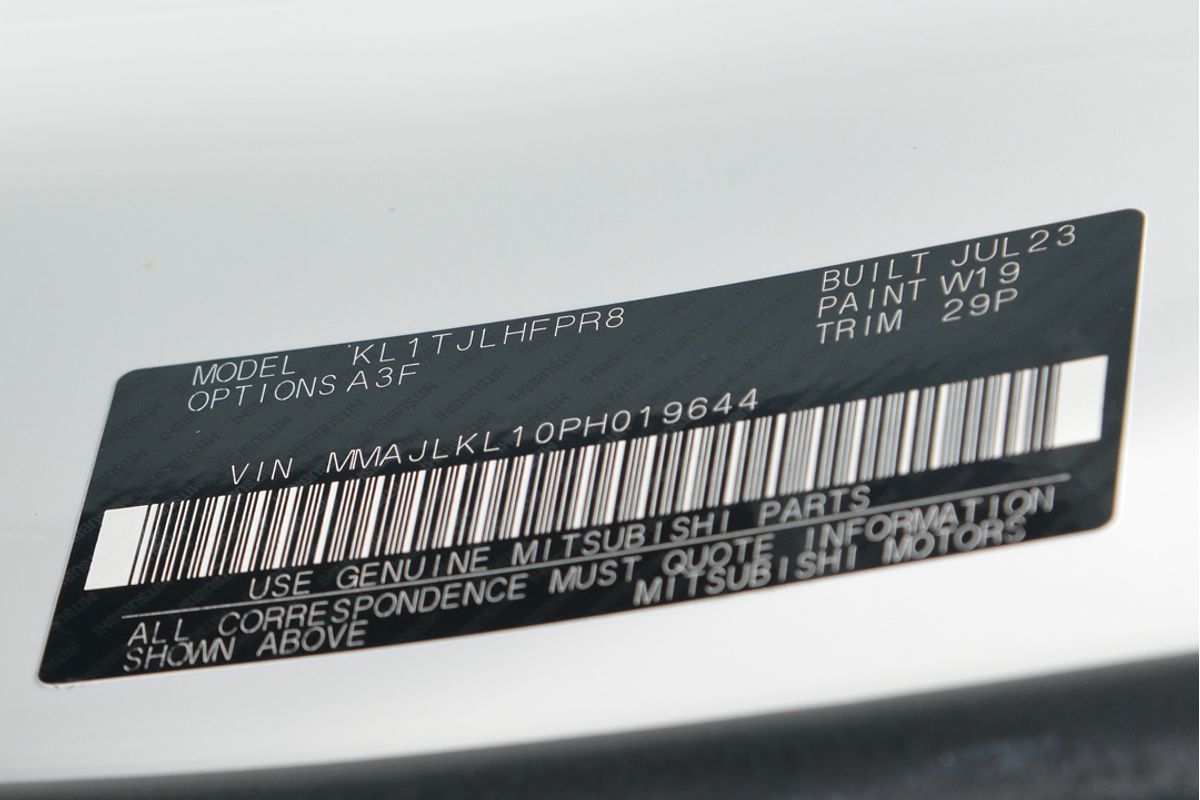 MODEL KL1TJLHFPR8
OPTIONS A3F
BUILT JUL23
PAINT W19
TRIM 29P
VIN MMAJLKL10PH019644
USE GENUINE MITSUBISHI PARTS
ALL CORRESPONDENCE MUST QUOTE INFORMATION
SHOWN ABOVE
MITSUBISHI MOTORS